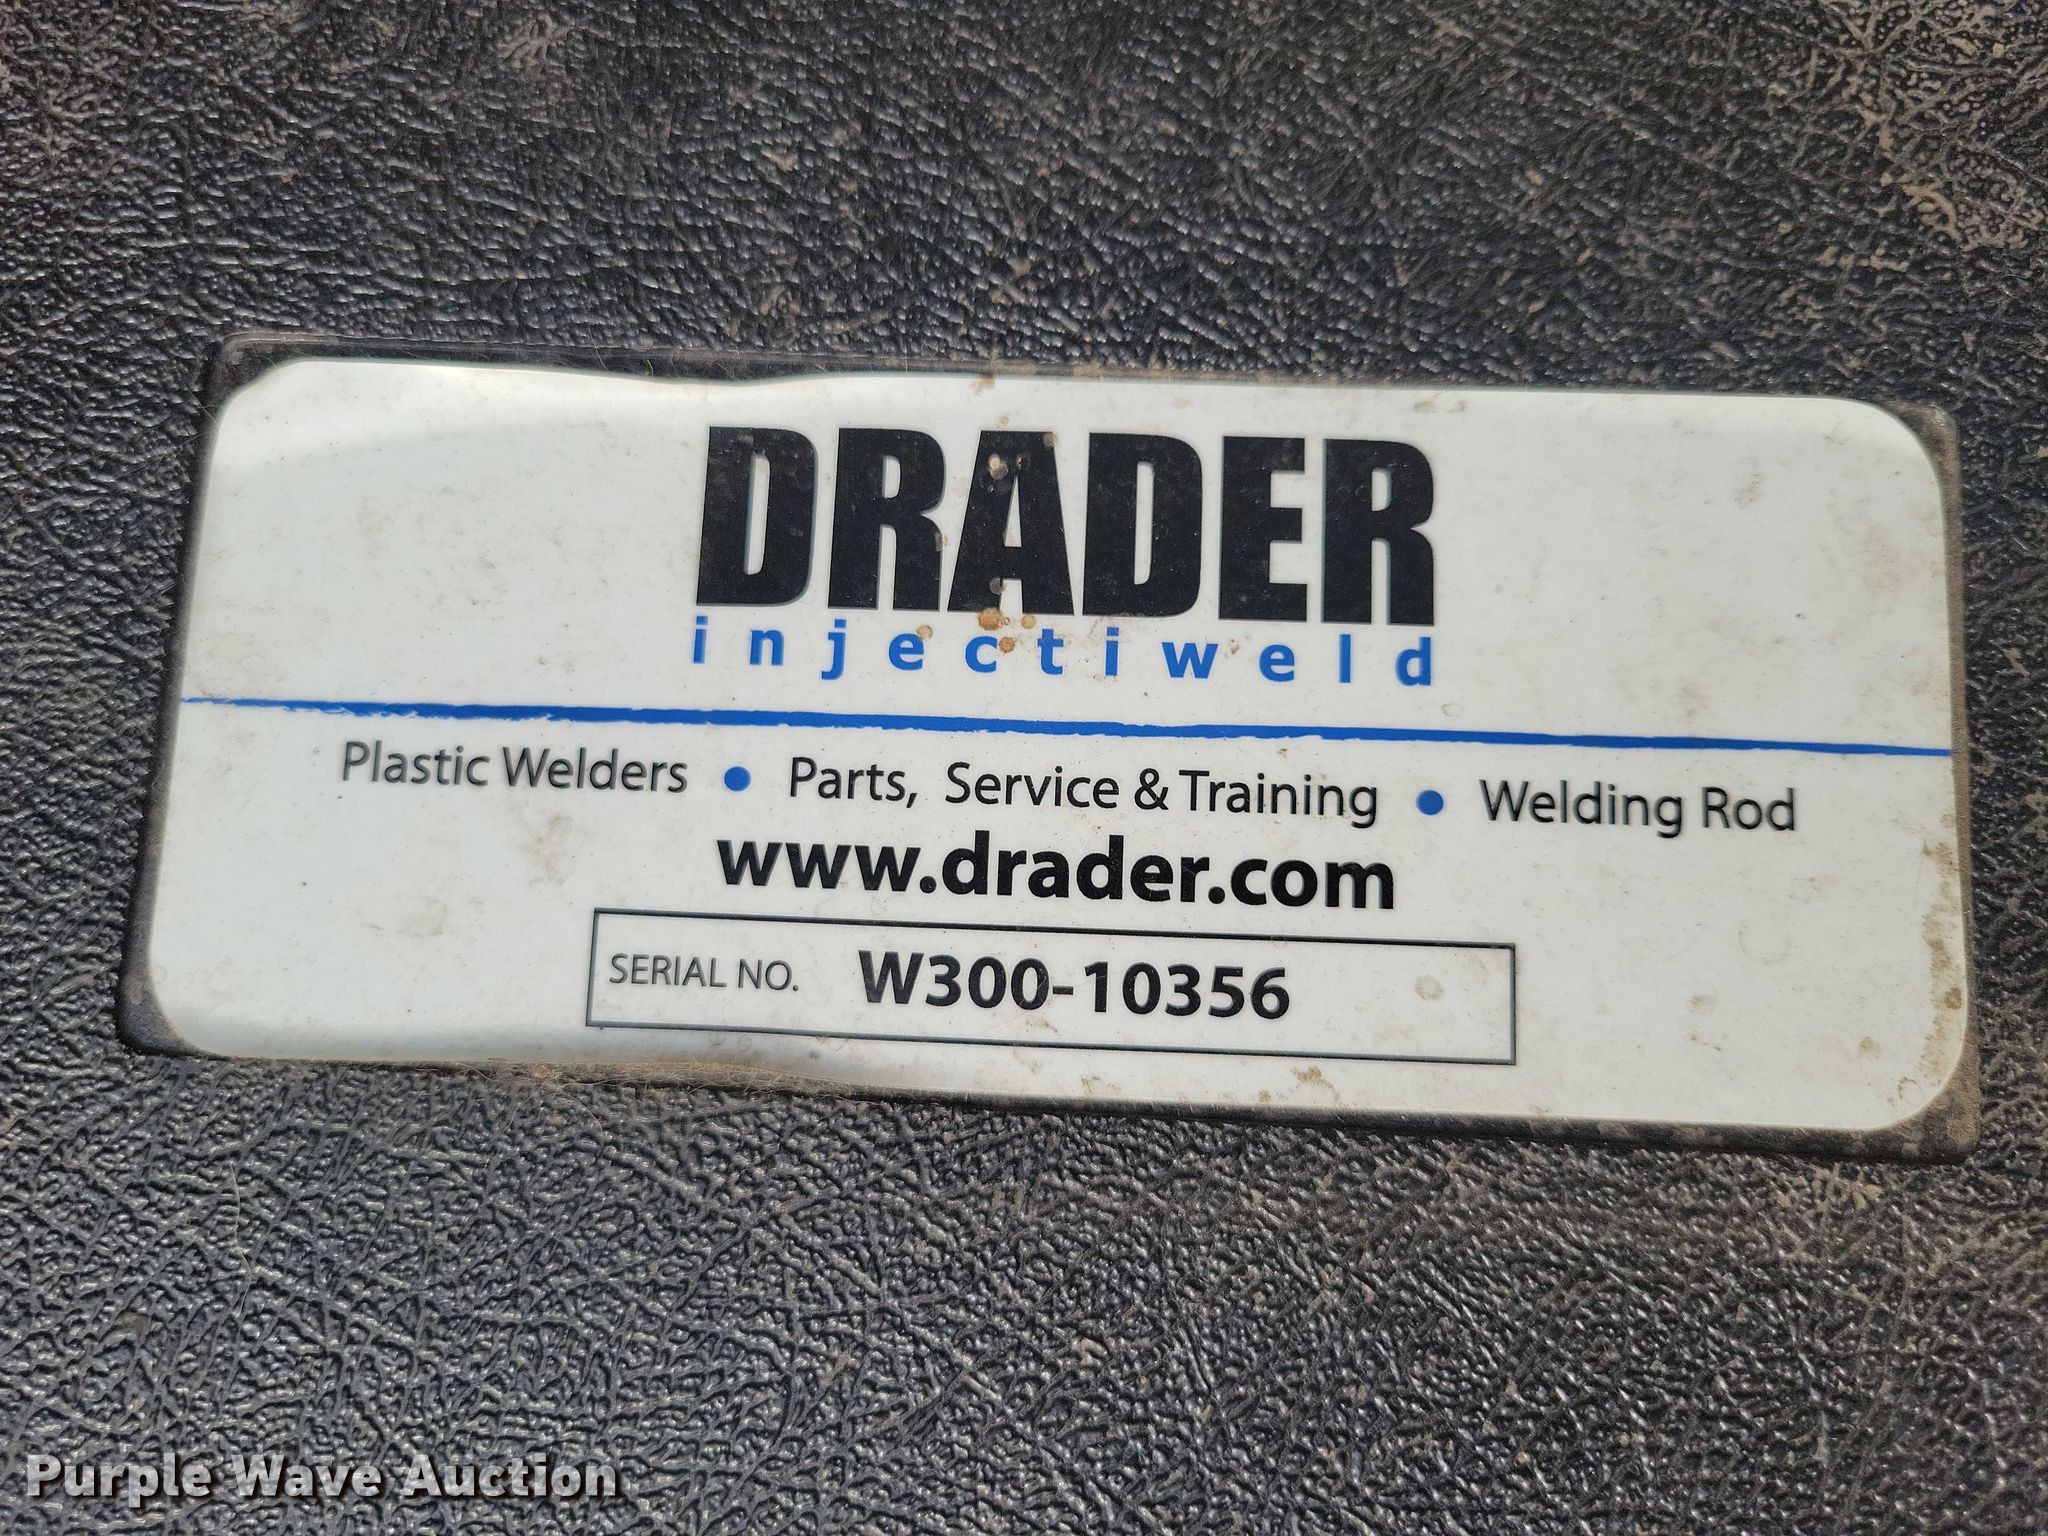 DRADER
injectiweld
Plastic Welders • Parts, Service & Training • Welding Rod
www.drader.com
SERIAL NO. W300-10356
Purple Wave Auction